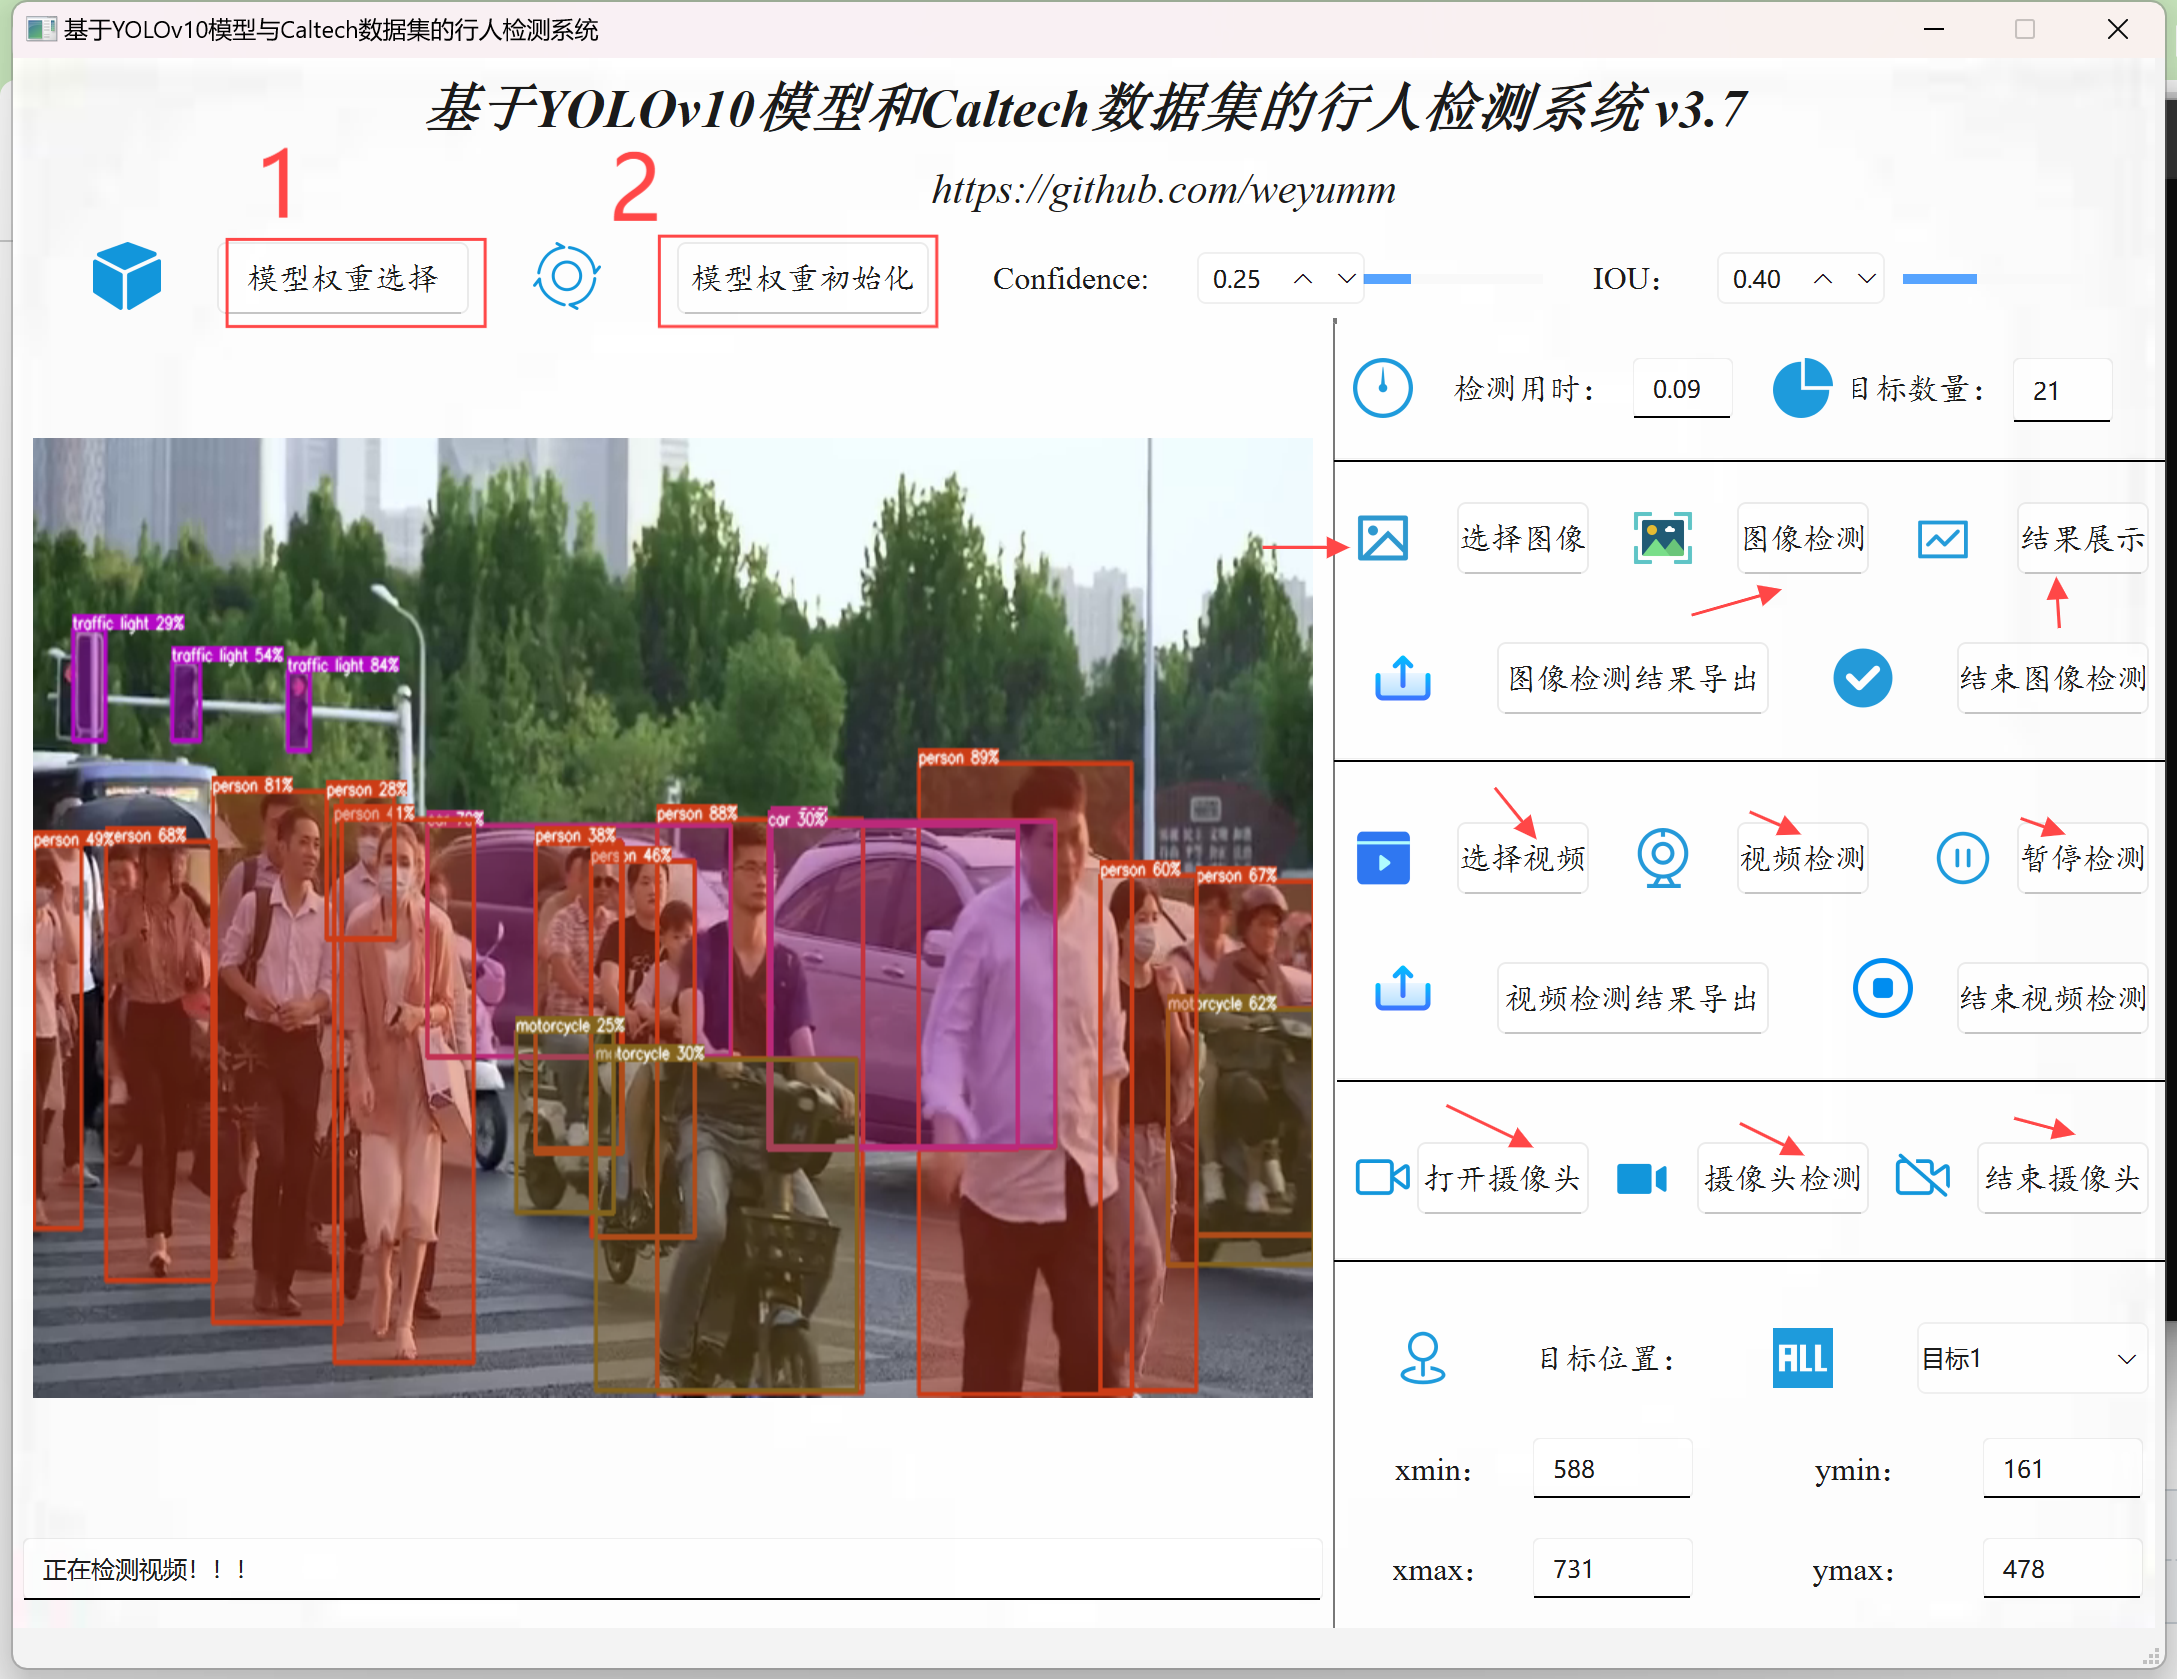 基于YOLOv10模型与Caltech数据集的行人检测系统
基于YOLOv10模型和Caltech数据集的行人检测系统 v3.7
https://github.com/weyumm
1
2
模型权重选择
模型权重初始化
Confidence:
0.25
IOU：
0.40
检测用时：
0.09
目标数量：
21
选择图像
图像检测
结果展示
图像检测结果导出
结束图像检测
选择视频
视频检测
暂停检测
视频检测结果导出
结束视频检测
打开摄像头
摄像头检测
结束摄像头
目标位置：
ALL
目标1
xmin：
588
ymin：
161
xmax：
731
ymax：
478
traffic light 29%
traffic light 54%
traffic light 84%
person 89%
person 81%
person 28%
person 41%
person 88%
car 30%
person 49%
person 68%
person 38%
person 46%
person 60%
person 67%
motorcycle 62%
motorcycle 25%
motorcycle 30%
正在检测视频！！！